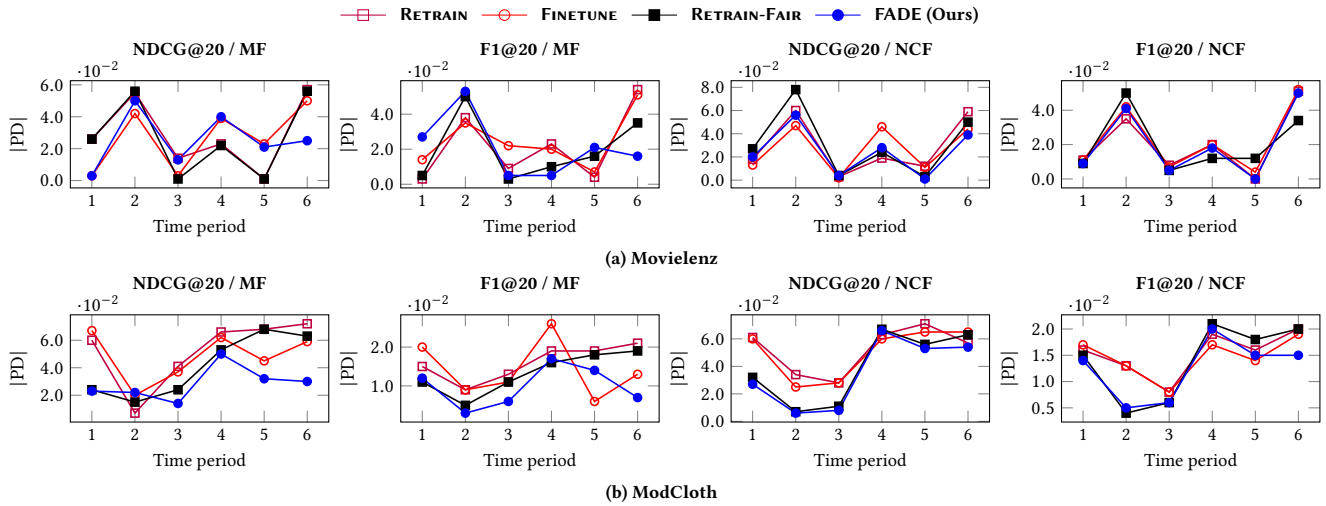 RETRAIN FINETUNE RETRAIN-FAIR FADE (Ours)
NDCG@20 / MF F1@20 / MF NDCG@20 / NCF F1@20 / NCF
·10⁻² ·10⁻² ·10⁻² ·10⁻²
|PD| |PD| |PD| |PD|
6.0 4.0 2.0 0.0
4.0 2.0 0.0
8.0 6.0 4.0 2.0 0.0
4.0 2.0 0.0
1 2 3 4 5 6 1 2 3 4 5 6 1 2 3 4 5 6 1 2 3 4 5 6
Time period Time period Time period Time period
(a) Movielenz
NDCG@20 / MF F1@20 / MF NDCG@20 / NCF F1@20 / NCF
·10⁻² ·10⁻² ·10⁻² ·10⁻²
|PD| |PD| |PD| |PD|
6.0 4.0 2.0
2.0 1.0
6.0 4.0 2.0 0.0
2.0 1.5 1.0 0.5
1 2 3 4 5 6 1 2 3 4 5 6 1 2 3 4 5 6 1 2 3 4 5 6
Time period Time period Time period Time period
(b) ModCloth